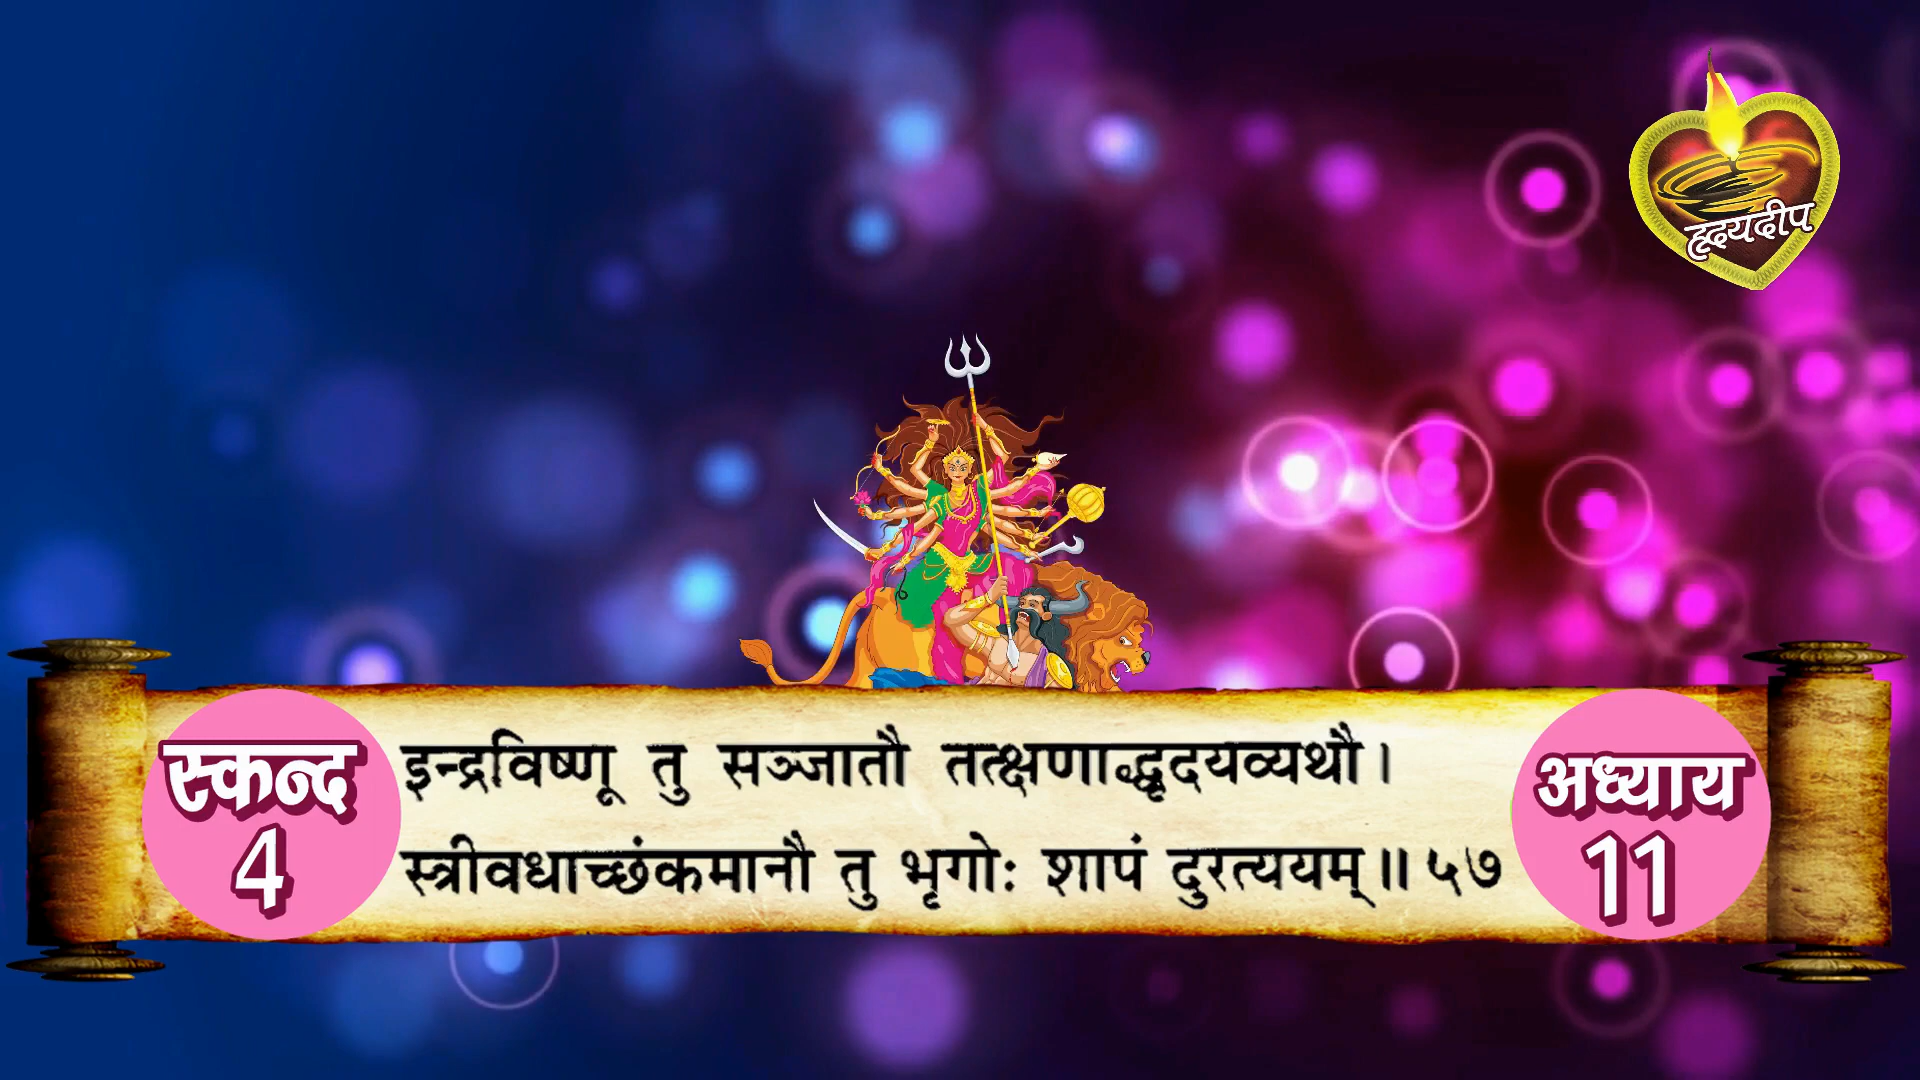 हृदयदीप
स्कन्द
4
इन्द्रविष्णू तु सञ्जातौ तत्क्षणाद्धृदयव्यथौ।
स्त्रीवधाच्छंकमानौ तु भृगोः शापं दुरत्ययम्॥ ५७
अध्याय
11